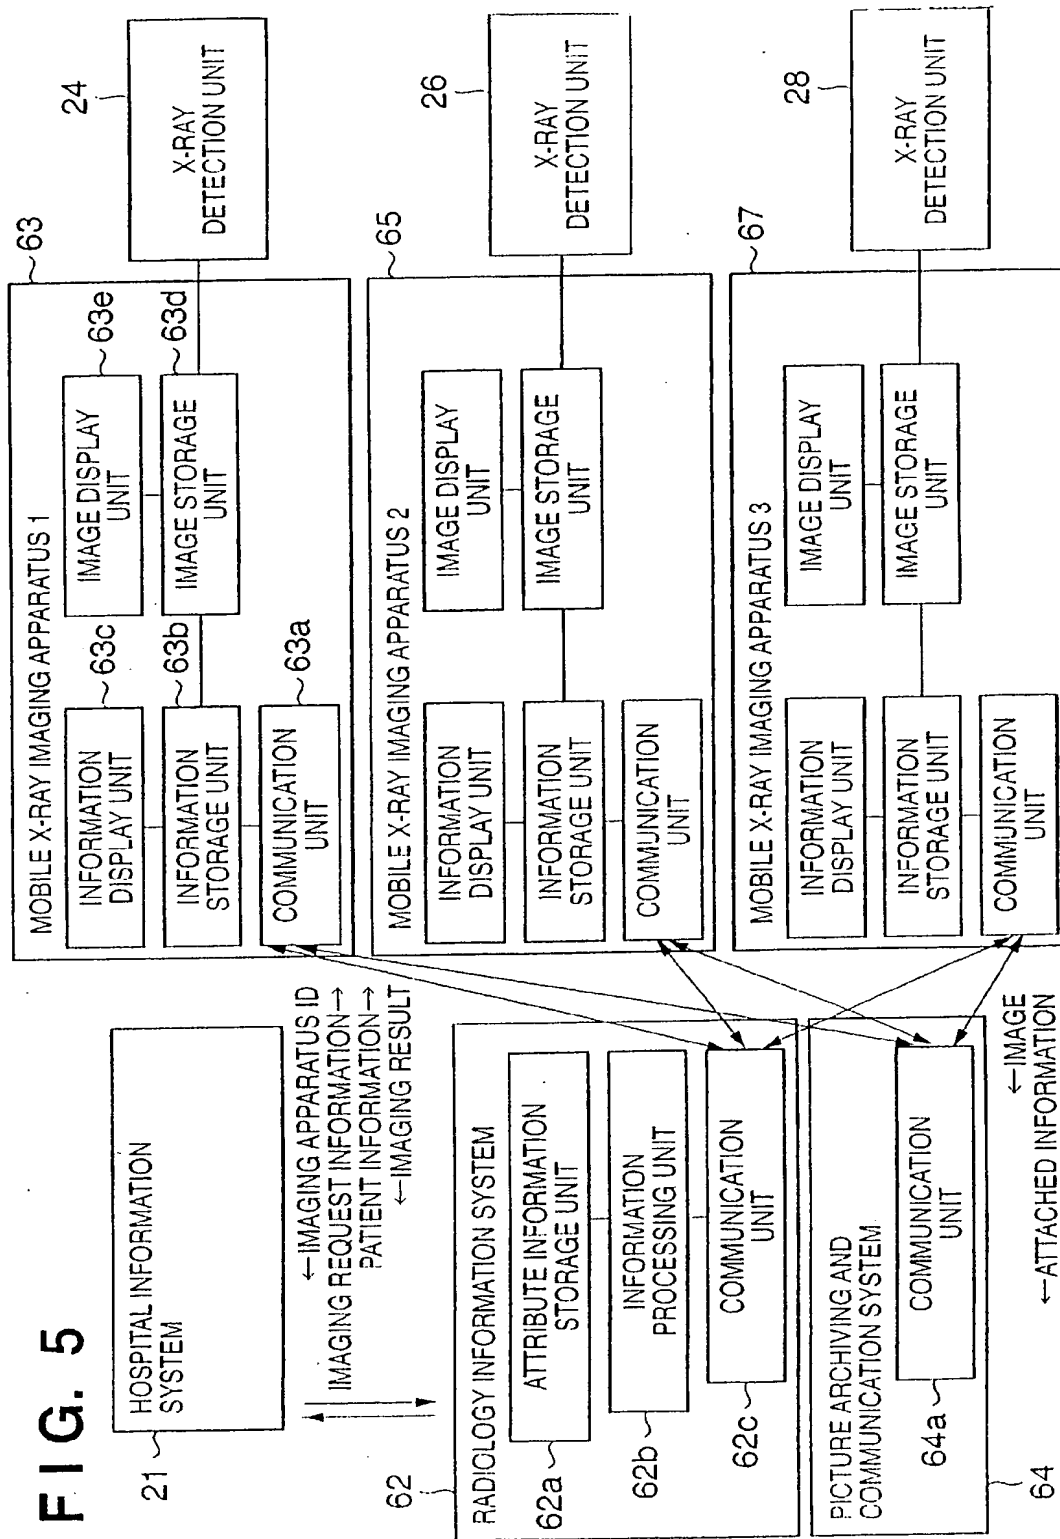 FIG. 5
21
HOSPITAL INFORMATION
SYSTEM
←IMAGING APPARATUS ID
IMAGING REQUEST INFORMATION→
PATIENT INFORMATION→
←IMAGING RESULT
62
RADIOLOGY INFORMATION SYSTEM
62a
ATTRIBUTE INFORMATION
STORAGE UNIT
62b
INFORMATION
PROCESSING UNIT
62c
COMMUNICATION
UNIT
64
PICTURE ARCHIVING AND
COMMUNICATION SYSTEM
64a
COMMUNICATION
UNIT
←IMAGE
←ATTACHED INFORMATION
63
MOBILE X-RAY IMAGING APPARATUS 1
63c
INFORMATION
DISPLAY UNIT
63e
IMAGE DISPLAY
UNIT
63b
INFORMATION
STORAGE UNIT
63d
IMAGE STORAGE
UNIT
63a
COMMUNICATION
UNIT
24
X-RAY
DETECTION UNIT
65
MOBILE X-RAY IMAGING APPARATUS 2
INFORMATION
DISPLAY UNIT
IMAGE DISPLAY
UNIT
INFORMATION
STORAGE UNIT
IMAGE STORAGE
UNIT
COMMUNICATION
UNIT
26
X-RAY
DETECTION UNIT
67
MOBILE X-RAY IMAGING APPARATUS 3
INFORMATION
DISPLAY UNIT
IMAGE DISPLAY
UNIT
INFORMATION
STORAGE UNIT
IMAGE STORAGE
UNIT
COMMUNICATION
UNIT
28
X-RAY
DETECTION UNIT